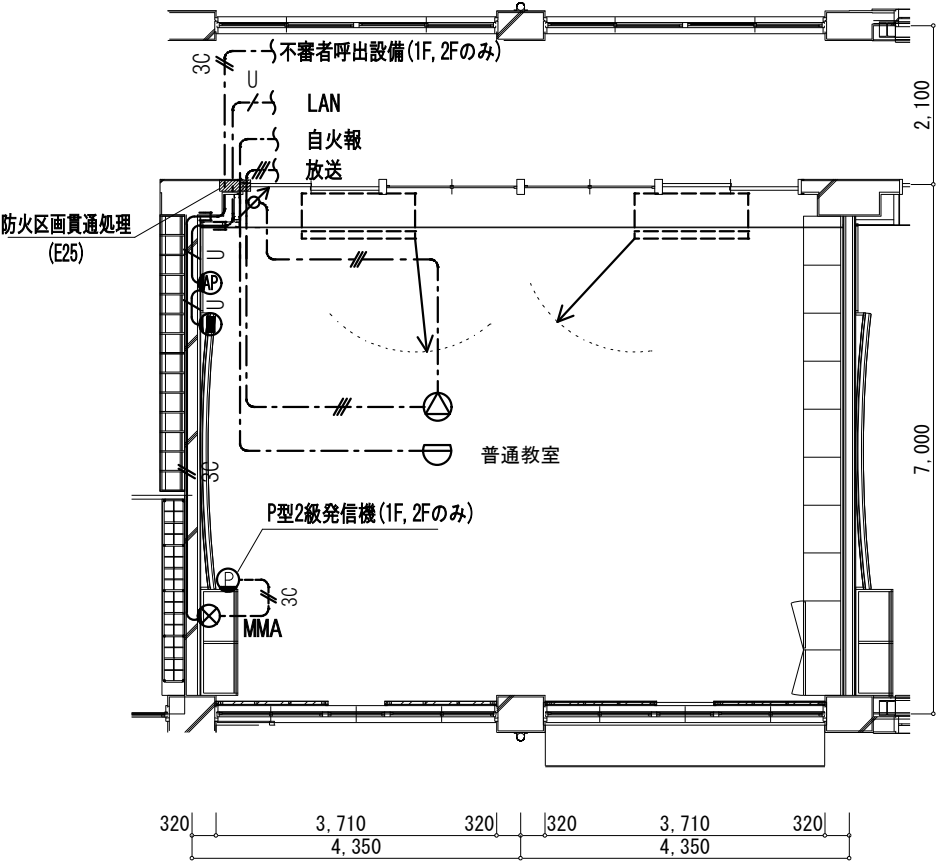 不審者呼出設備(1F, 2Fのみ)
3C
U
LAN
自火報
放送
2,100
防火区画貫通処理
(E25)
U
AP
U
普通教室
7,000
3C
P型2級発信機(1F, 2Fのみ)
P
3C
MMA
320
3,710
320
320
3,710
320
4,350
4,350